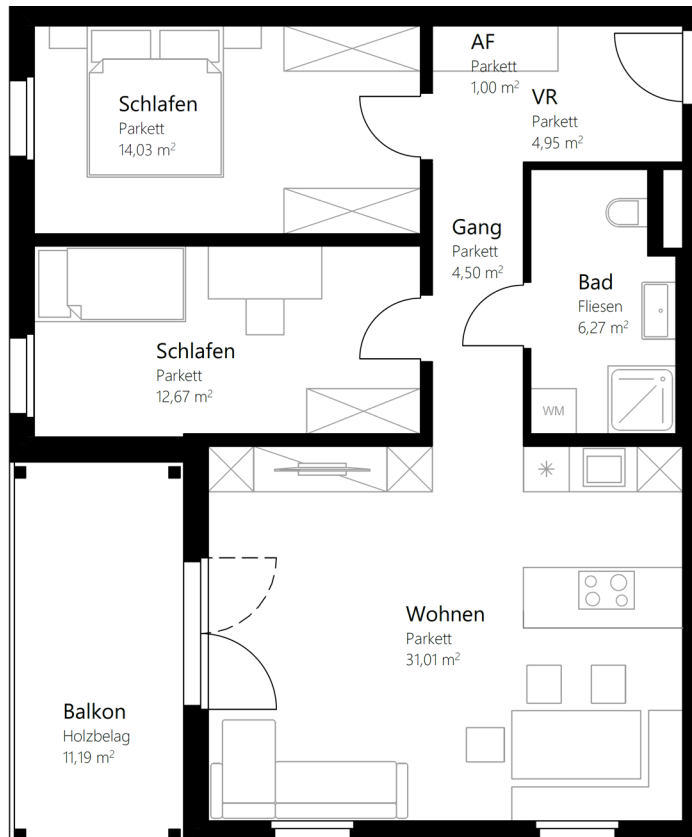 AF
Parkett
1,00 m²
VR
Parkett
4,95 m²
Schlafen
Parkett
14,03 m²
Gang
Parkett
4,50 m²
Bad
Fliesen
6,27 m²
Schlafen
Parkett
12,67 m²
WM
Wohnen
Parkett
31,01 m²
Balkon
Holzbelag
11,19 m²